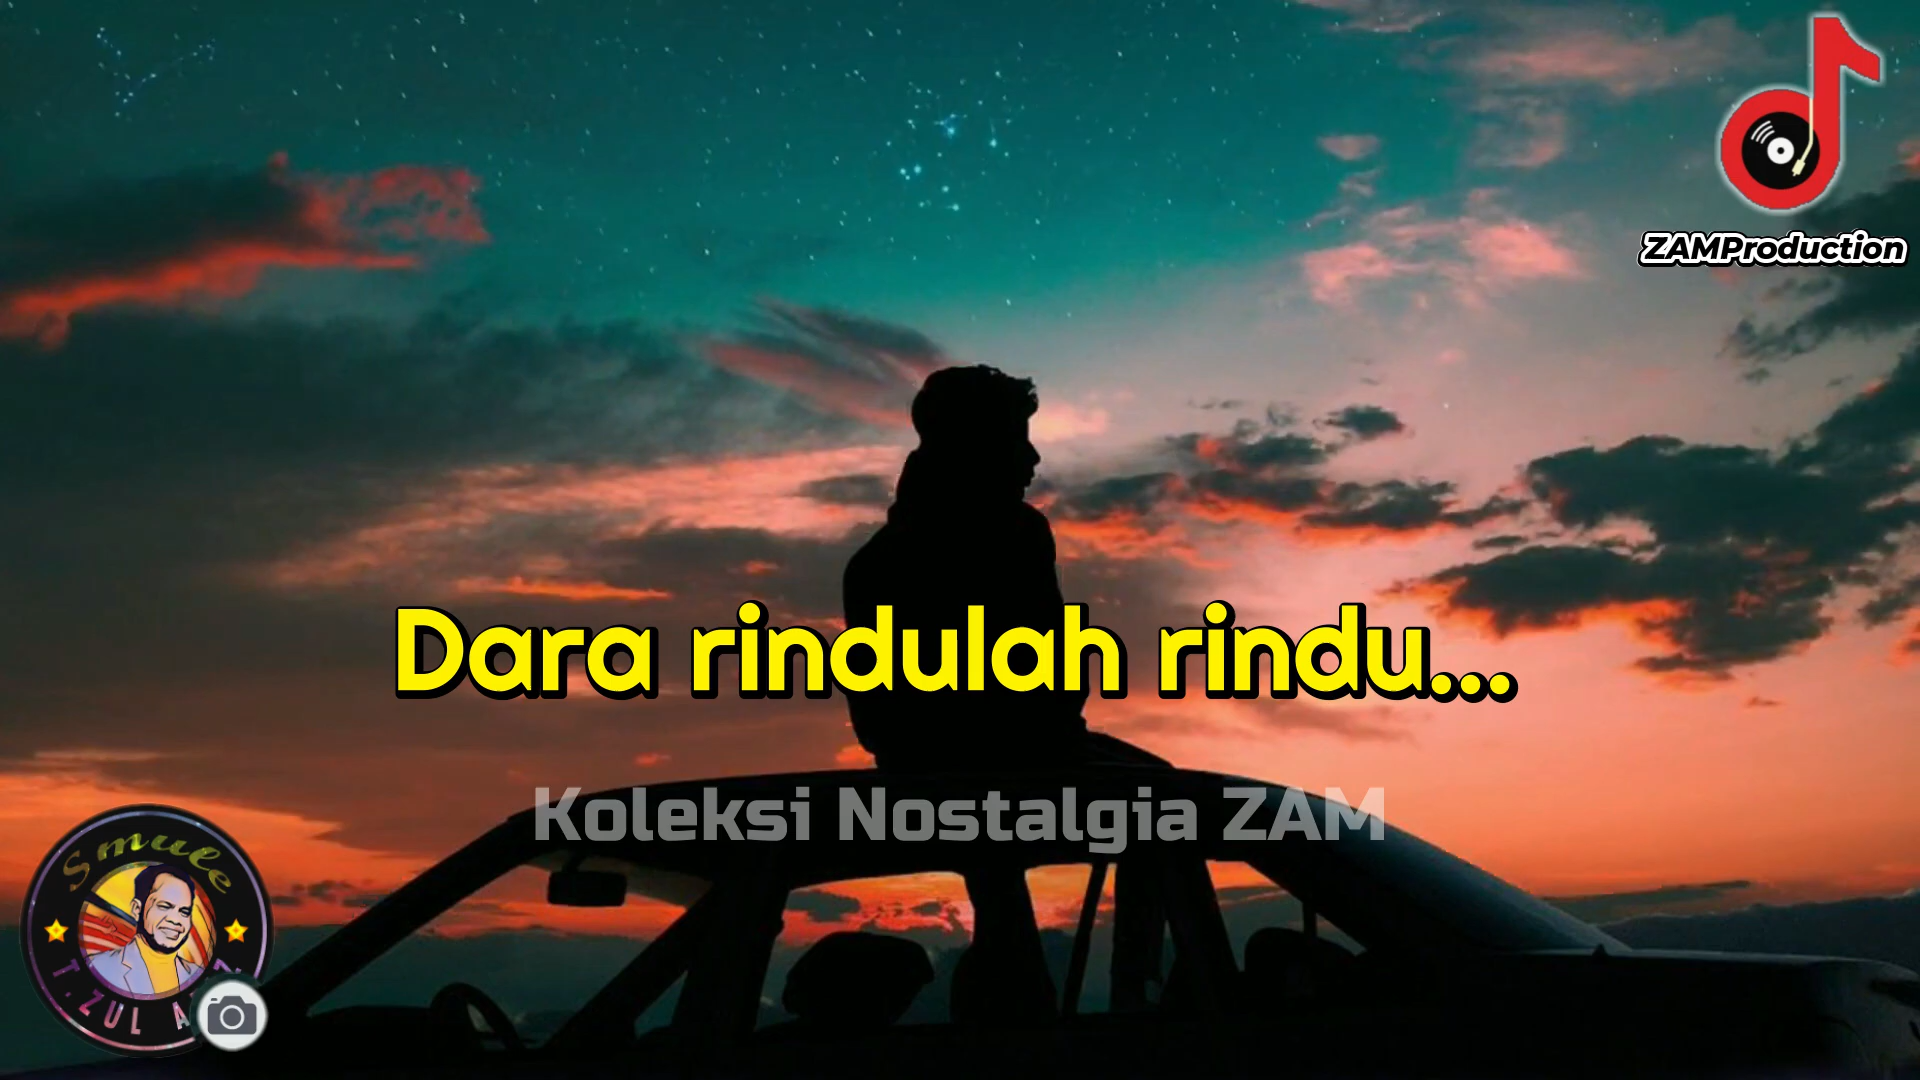 ZAMProduction
Dara rindulah rindu...
Koleksi Nostalgia ZAM
Smule
T.ZUL